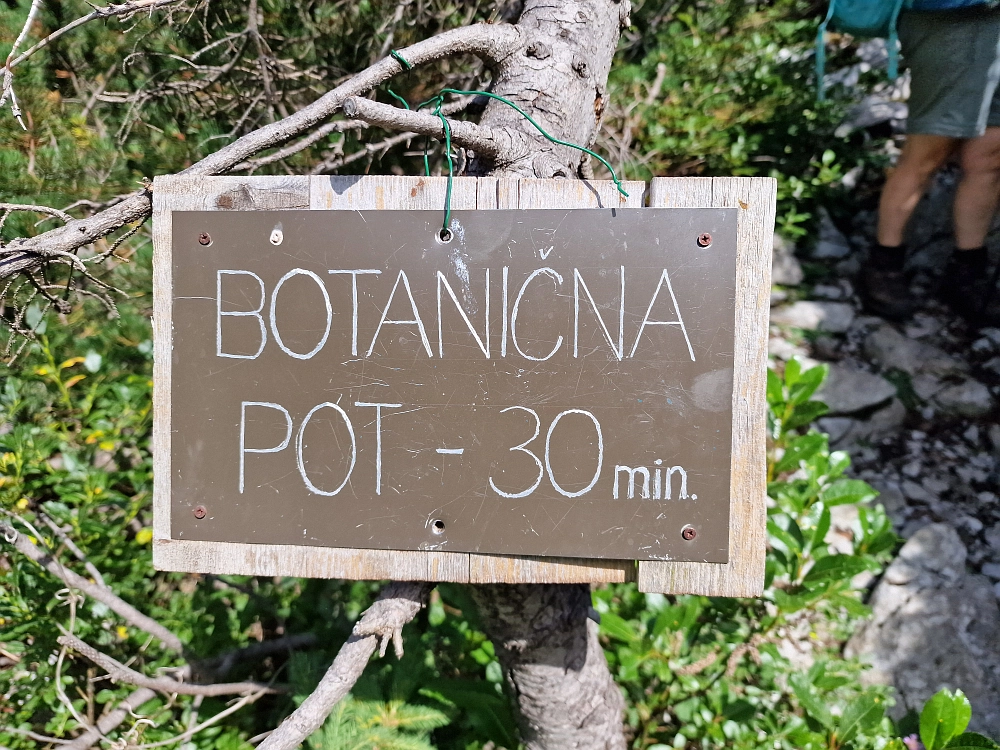 BOTANIČNA
POT - 30 min.